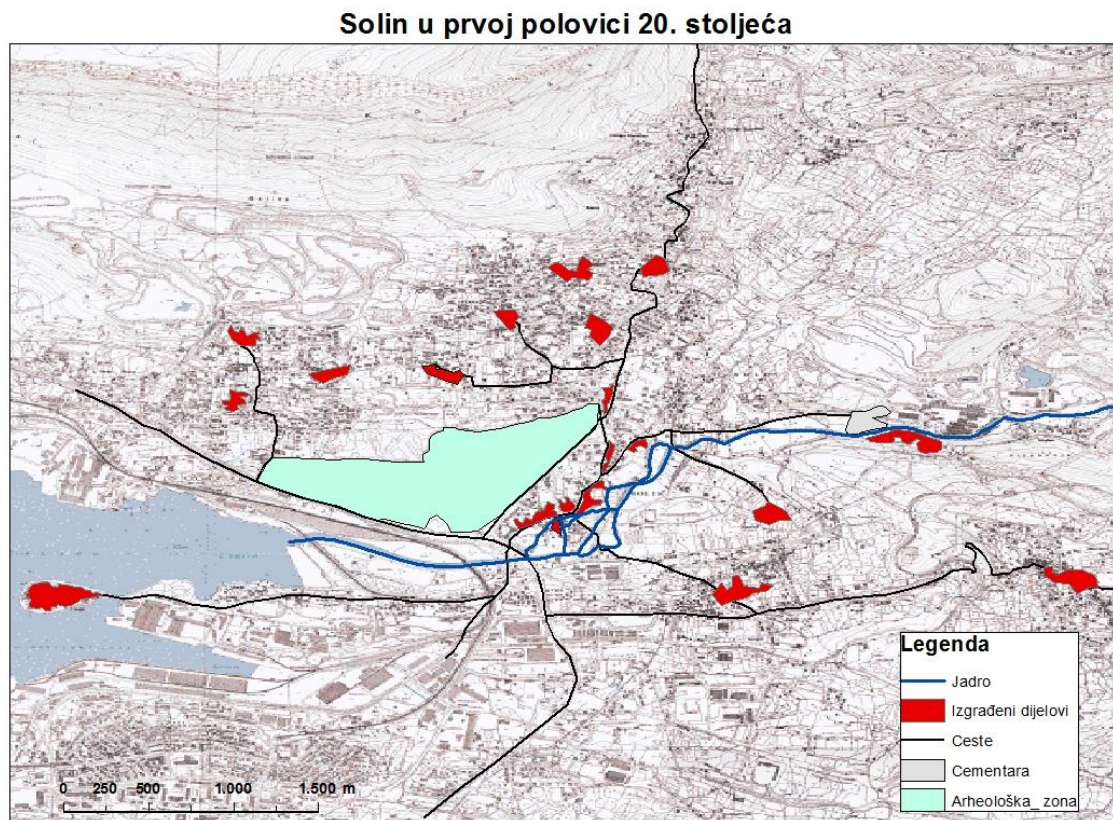 Solin u prvoj polovici 20. stoljeća
Legenda
Jadro
Izgrađeni dijelovi
Ceste
Cementara
Arheološka_ zona
0 250 500 1.000 1.500 m